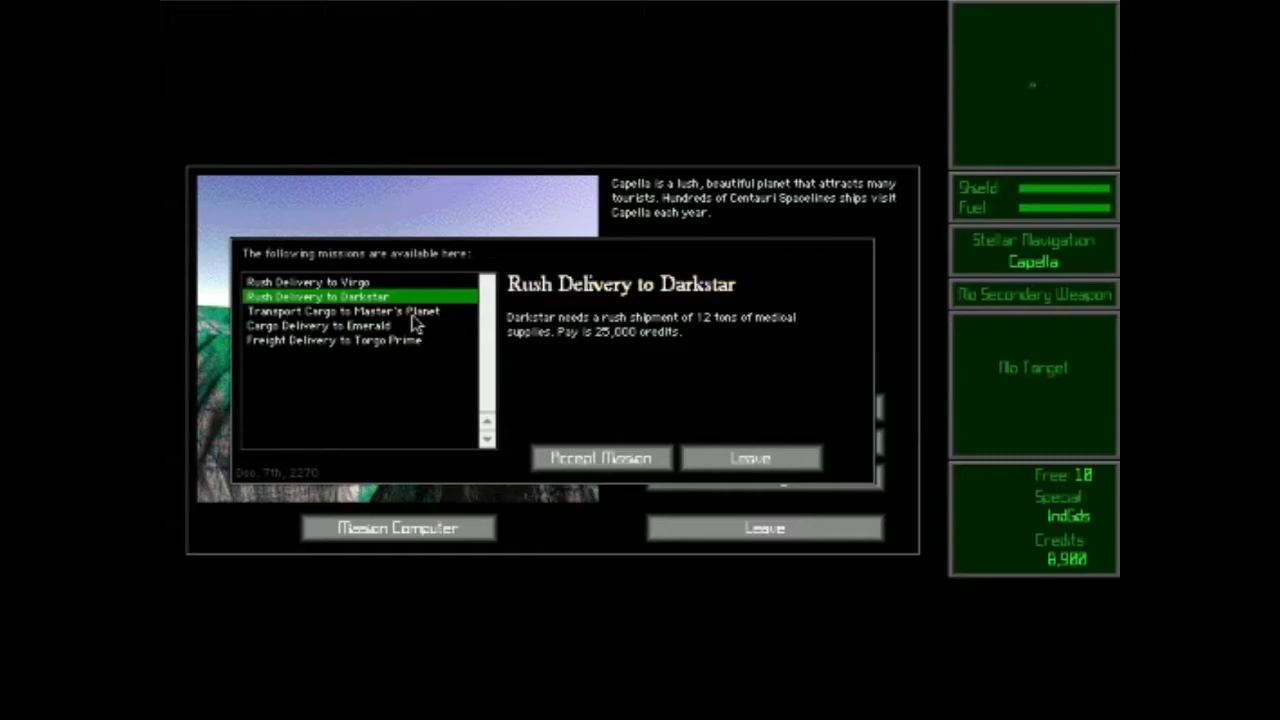 Capella is a lush, beautiful planet that attracts many
tourists. Hundreds of Centauri Spacelines ships visit
Capella each year.
The following missions are available here:
Rush Delivery to Virgo
Rush Delivery to Darkstar
Transport Cargo to Master's Planet
Cargo Delivery to Emerald
Freight Delivery to Torgo Prime
Rush Delivery to Darkstar
Darkstar needs a rush shipment of 12 tons of medical
supplies. Pay is 25,000 credits.
Accept Mission
Leave
Dec. 7th, 2270
Mission Computer
Leave
Shield
Fuel
Stellar Navigation
Capella
No Secondary Weapon
No Target
Free 10
Special
IndGds
Credits
8,900